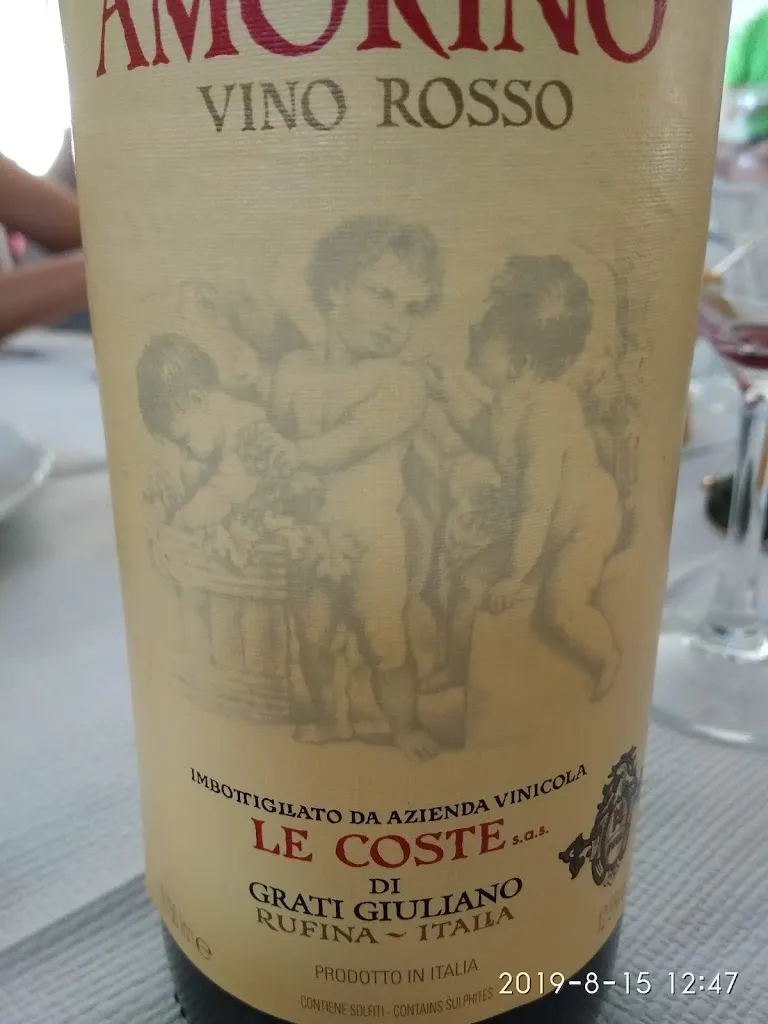 AMORINO
VINO ROSSO
IMBOTTIGLIATO DA AZIENDA VINICOLA
LE COSTE s.a.s.
DI
GRATI GIULIANO
RUFINA ~ ITALIA
PRODOTTO IN ITALIA
CONTIENE SOLFITI - CONTAINS SULPHITES
2019-8-15 12:47